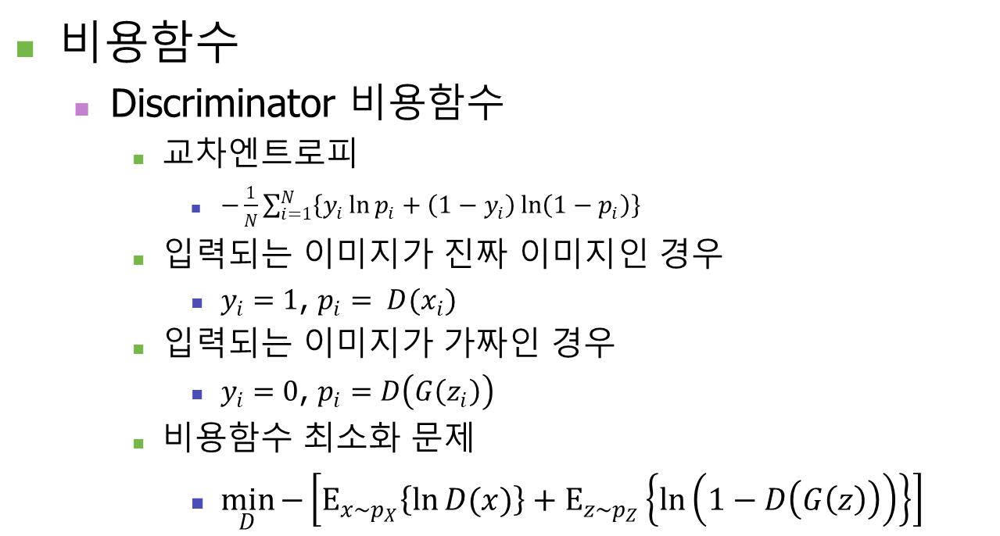 비용함수
Discriminator 비용함수
교차엔트로피
$-\frac{1}{N}\sum_{i=1}^{N}\{y_i \ln p_i + (1 - y_i) \ln(1 - p_i)\}$
입력되는 이미지가 진짜 이미지인 경우
$y_i = 1, p_i = D(x_i)$
입력되는 이미지가 가짜인 경우
$y_i = 0, p_i = D(G(z_i))$
비용함수 최소화 문제
$\min_{D} - \left[ \mathrm{E}_{x \sim p_X}\{\ln D(x)\} + \mathrm{E}_{z \sim p_Z}\left\{\ln\left(1 - D(G(z))\right)\right\} \right]$